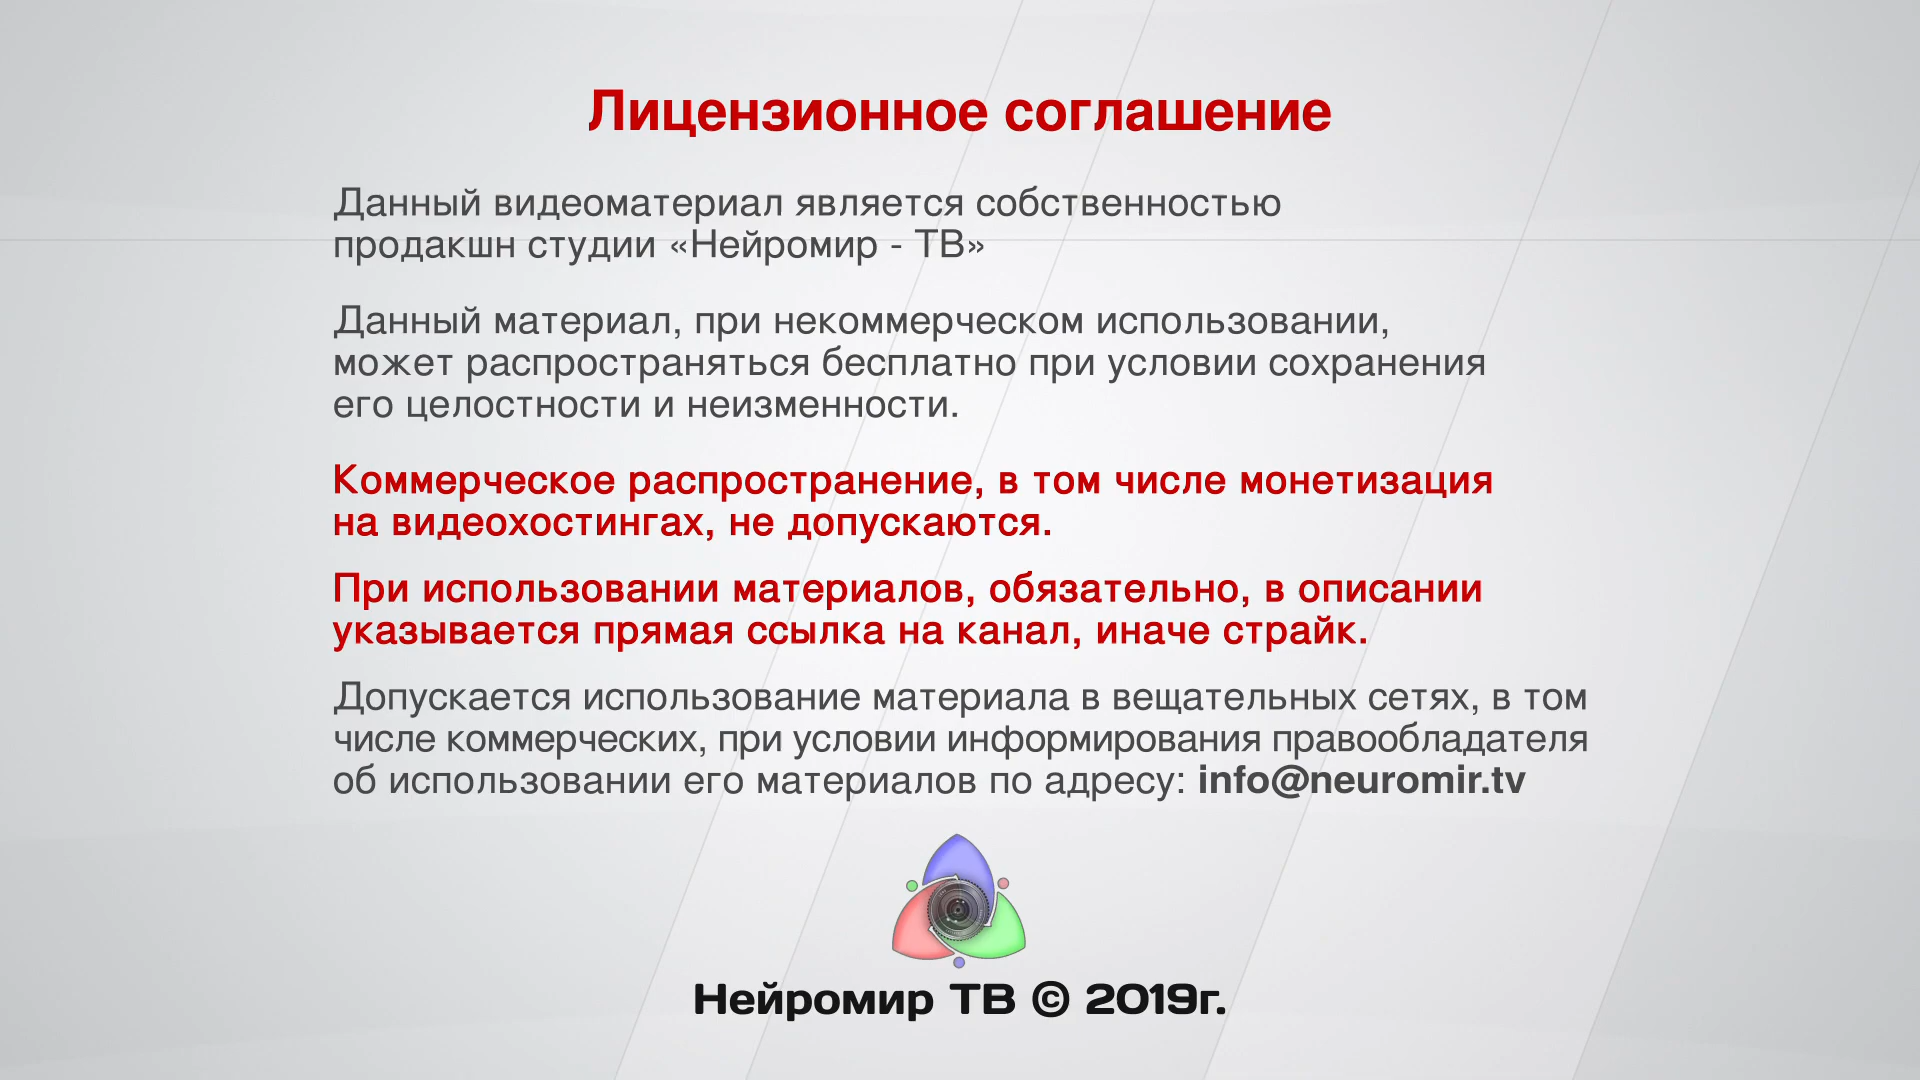 Лицензионное соглашение
Данный видеоматериал является собственностью
продакшн студии «Нейромир - ТВ»
Данный материал, при некоммерческом использовании,
может распространяться бесплатно при условии сохранения
его целостности и неизменности.
Коммерческое распространение, в том числе монетизация
на видеохостингах, не допускаются.
При использовании материалов, обязательно, в описании
указывается прямая ссылка на канал, иначе страйк.
Допускается использование материала в вещательных сетях, в том
числе коммерческих, при условии информирования правообладателя
об использовании его материалов по адресу: info@neuromir.tv
Нейромир ТВ © 2019г.